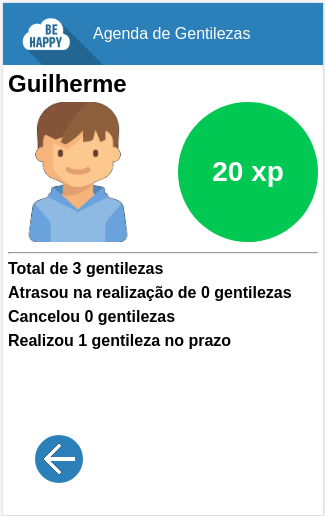 BE
HAPPY
Agenda de Gentilezas
Guilherme
20 xp
Total de 3 gentilezas
Atrasou na realização de 0 gentilezas
Cancelou 0 gentilezas
Realizou 1 gentileza no prazo